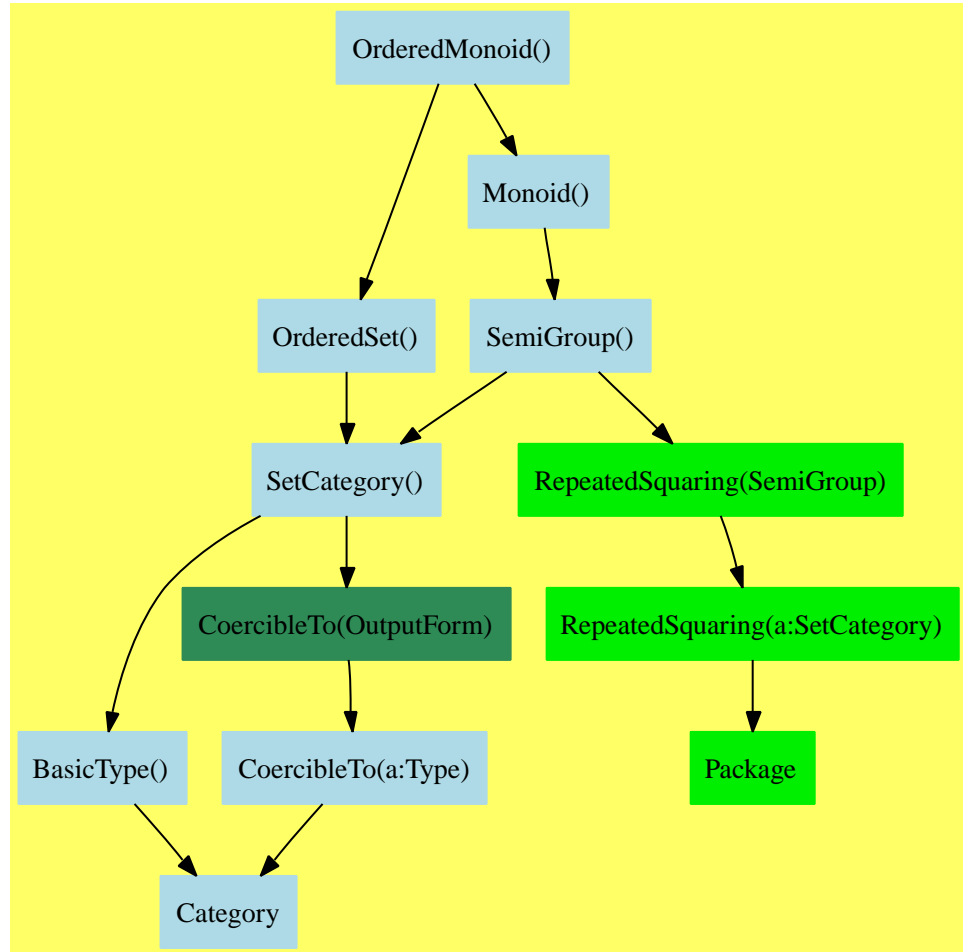 OrderedMonoid()
Monoid()
OrderedSet()
SemiGroup()
SetCategory()
RepeatedSquaring(SemiGroup)
CoercibleTo(OutputForm)
RepeatedSquaring(a:SetCategory)
BasicType()
CoercibleTo(a:Type)
Package
Category